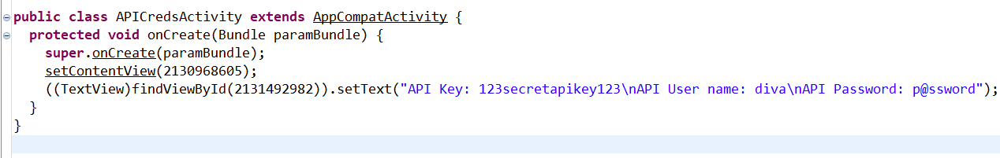 public class APICredsActivity extends AppCompatActivity {
protected void onCreate(Bundle paramBundle) {
super.onCreate(paramBundle);
setContentView(2130968605);
((TextView)findViewById(2131492982)).setText("API Key: 123secretapikey123\nAPI User name: diva\nAPI Password: p@ssword");
}
}